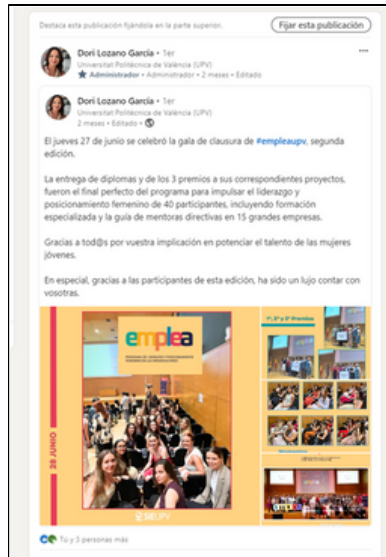 Destaca esta publicación fijándola en la parte superior.
Fijar esta publicación
Dori Lozano García • 1er
Universitat Politècnica de València (UPV)
Administrador • Administrador • 2 meses • Editado
Dori Lozano García • 1er
Universitat Politècnica de València (UPV)
2 meses • Editado •
El jueves 27 de junio se celebró la gala de clausura de #empleaupv, segunda
edición.
La entrega de diplomas y de los 3 premios a sus correspondientes proyectos,
fueron el final perfecto del programa para impulsar el liderazgo y
posicionamiento femenino de 40 participantes, incluyendo formación
especializada y la guía de mentoras directivas en 15 grandes empresas.
Gracias a tod@s por vuestra implicación en potenciar el talento de las mujeres
jóvenes.
En especial, gracias a las participantes de esta edición, ha sido un lujo contar con
vosotras.
emplea
1º, 2º y 3º Premios
28 JUNIO
SIEUPV
Tú y 3 personas más